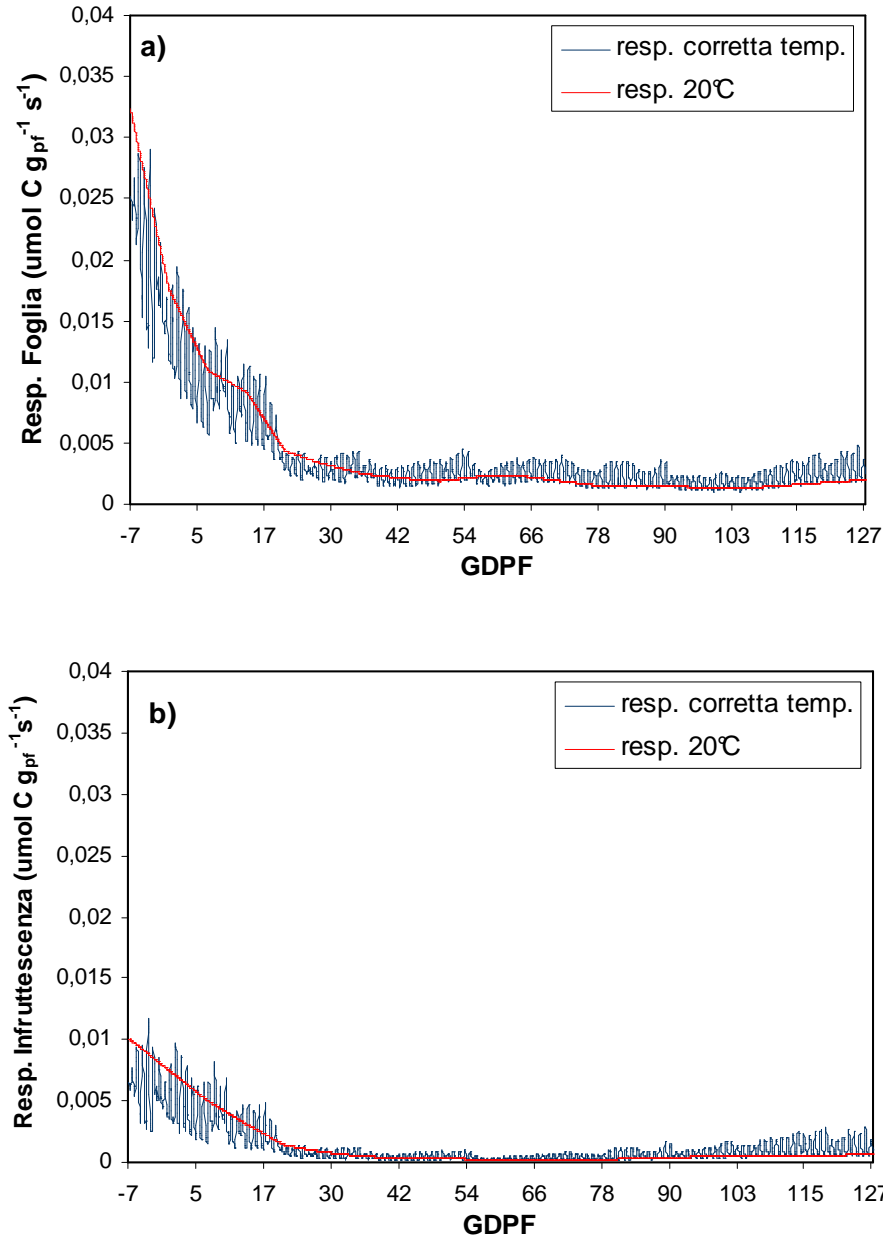 a)
resp. corretta temp.
resp. 20°C
0,04
0,035
0,03
0,025
0,02
0,015
0,01
0,005
0
Resp. Foglia (umol C gpf-1 s-1)
-7 5 17 30 42 54 66 78 90 103 115 127
GDPF
b)
resp. corretta temp.
resp. 20°C
0,04
0,035
0,03
0,025
0,02
0,015
0,01
0,005
0
Resp. Infruttescenza (umol C gpf-1s-1)
-7 5 17 30 42 54 66 78 90 103 115 127
GDPF